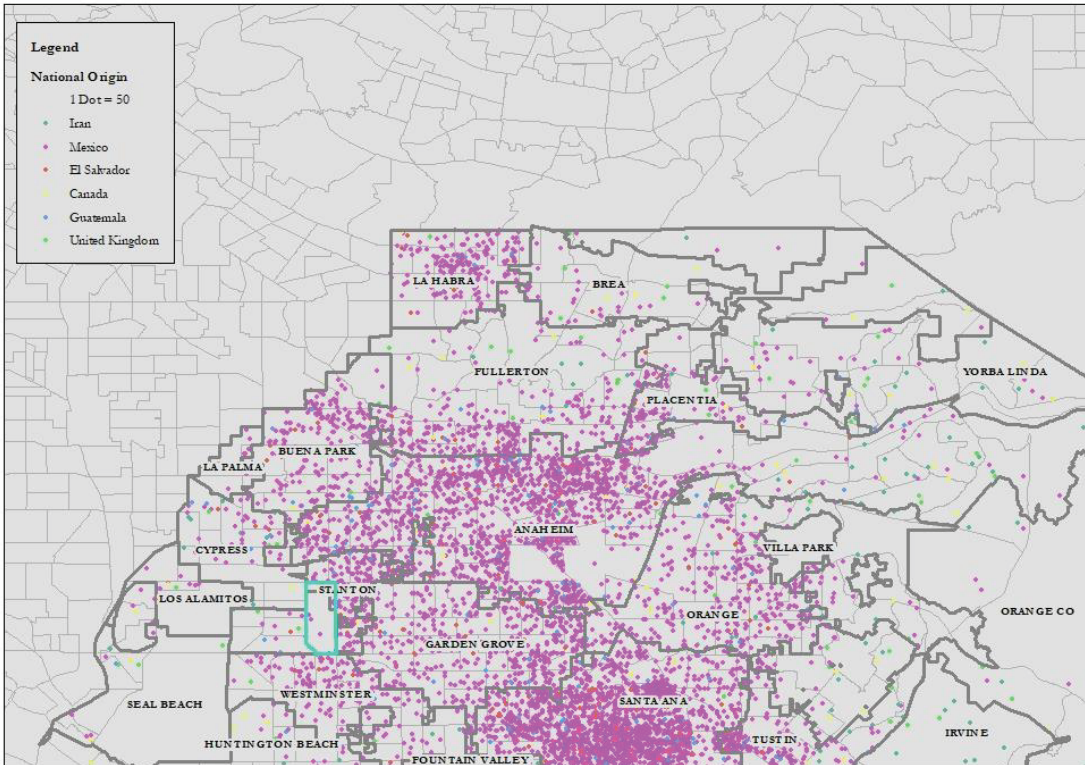 Legend
National Origin
1 Dot = 50
Iran
Mexico
El Salvador
Canada
Guatemala
United Kingdom
LA HABRA
BREA
FULLERTON
YORBA LINDA
PLACENTIA
BUENA PARK
LA PALMA
ANAHEIM
VILLA PARK
CYPRESS
STANTON
LOS ALAMITOS
ORANGE
ORANGE CO
GARDEN GROVE
WESTMINSTER
SANTA ANA
SEAL BEACH
IRVINE
TUSTIN
HUNTINGTON BEACH
FOUNTAIN VALLEY